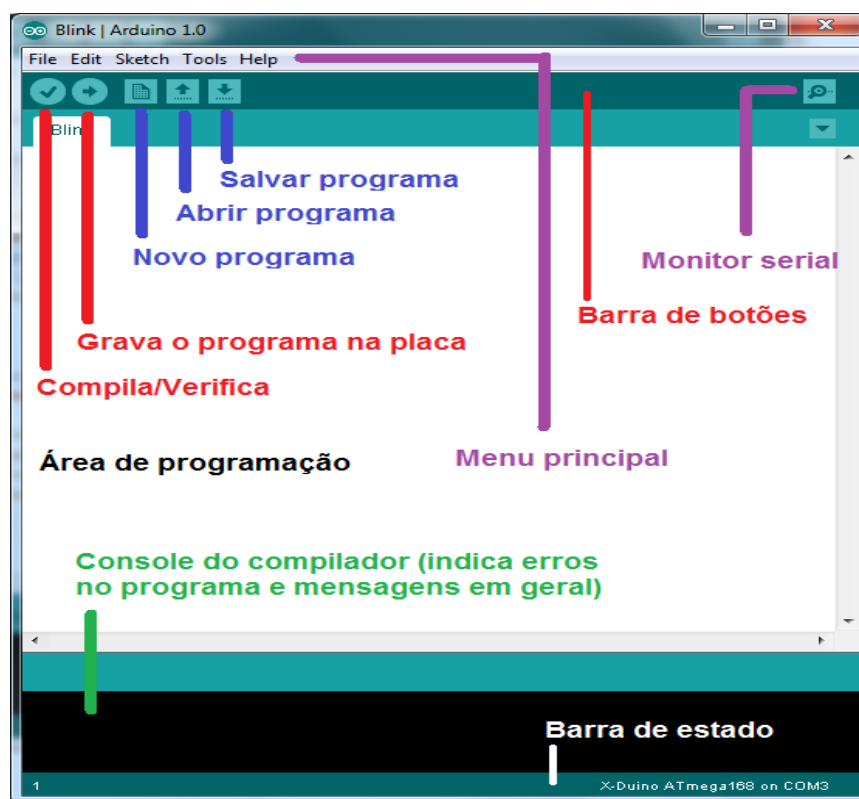 Blink | Arduino 1.0
File Edit Sketch Tools Help
Blin
Salvar programa
Abrir programa
Novo programa
Monitor serial
Barra de botões
Grava o programa na placa
Compila/Verifica
Menu principal
Área de programação
Console do compilador (indica erros
no programa e mensagens em geral)
Barra de estado
1
X-Duino ATmega168 on COM3